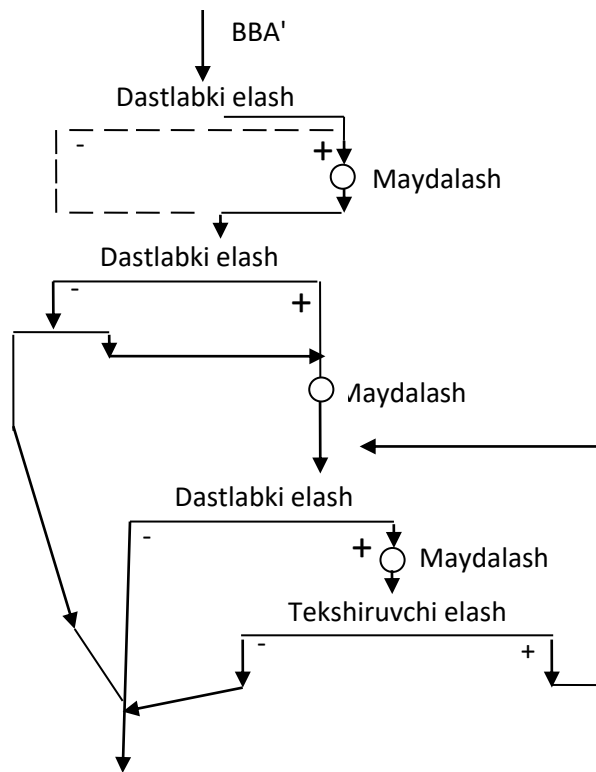 BBA'
Dastlabki elash
-
+
Maydalash
Dastlabki elash
-
+
Maydalash
Dastlabki elash
-
+
Maydalash
Tekshiruvchi elash
-
+